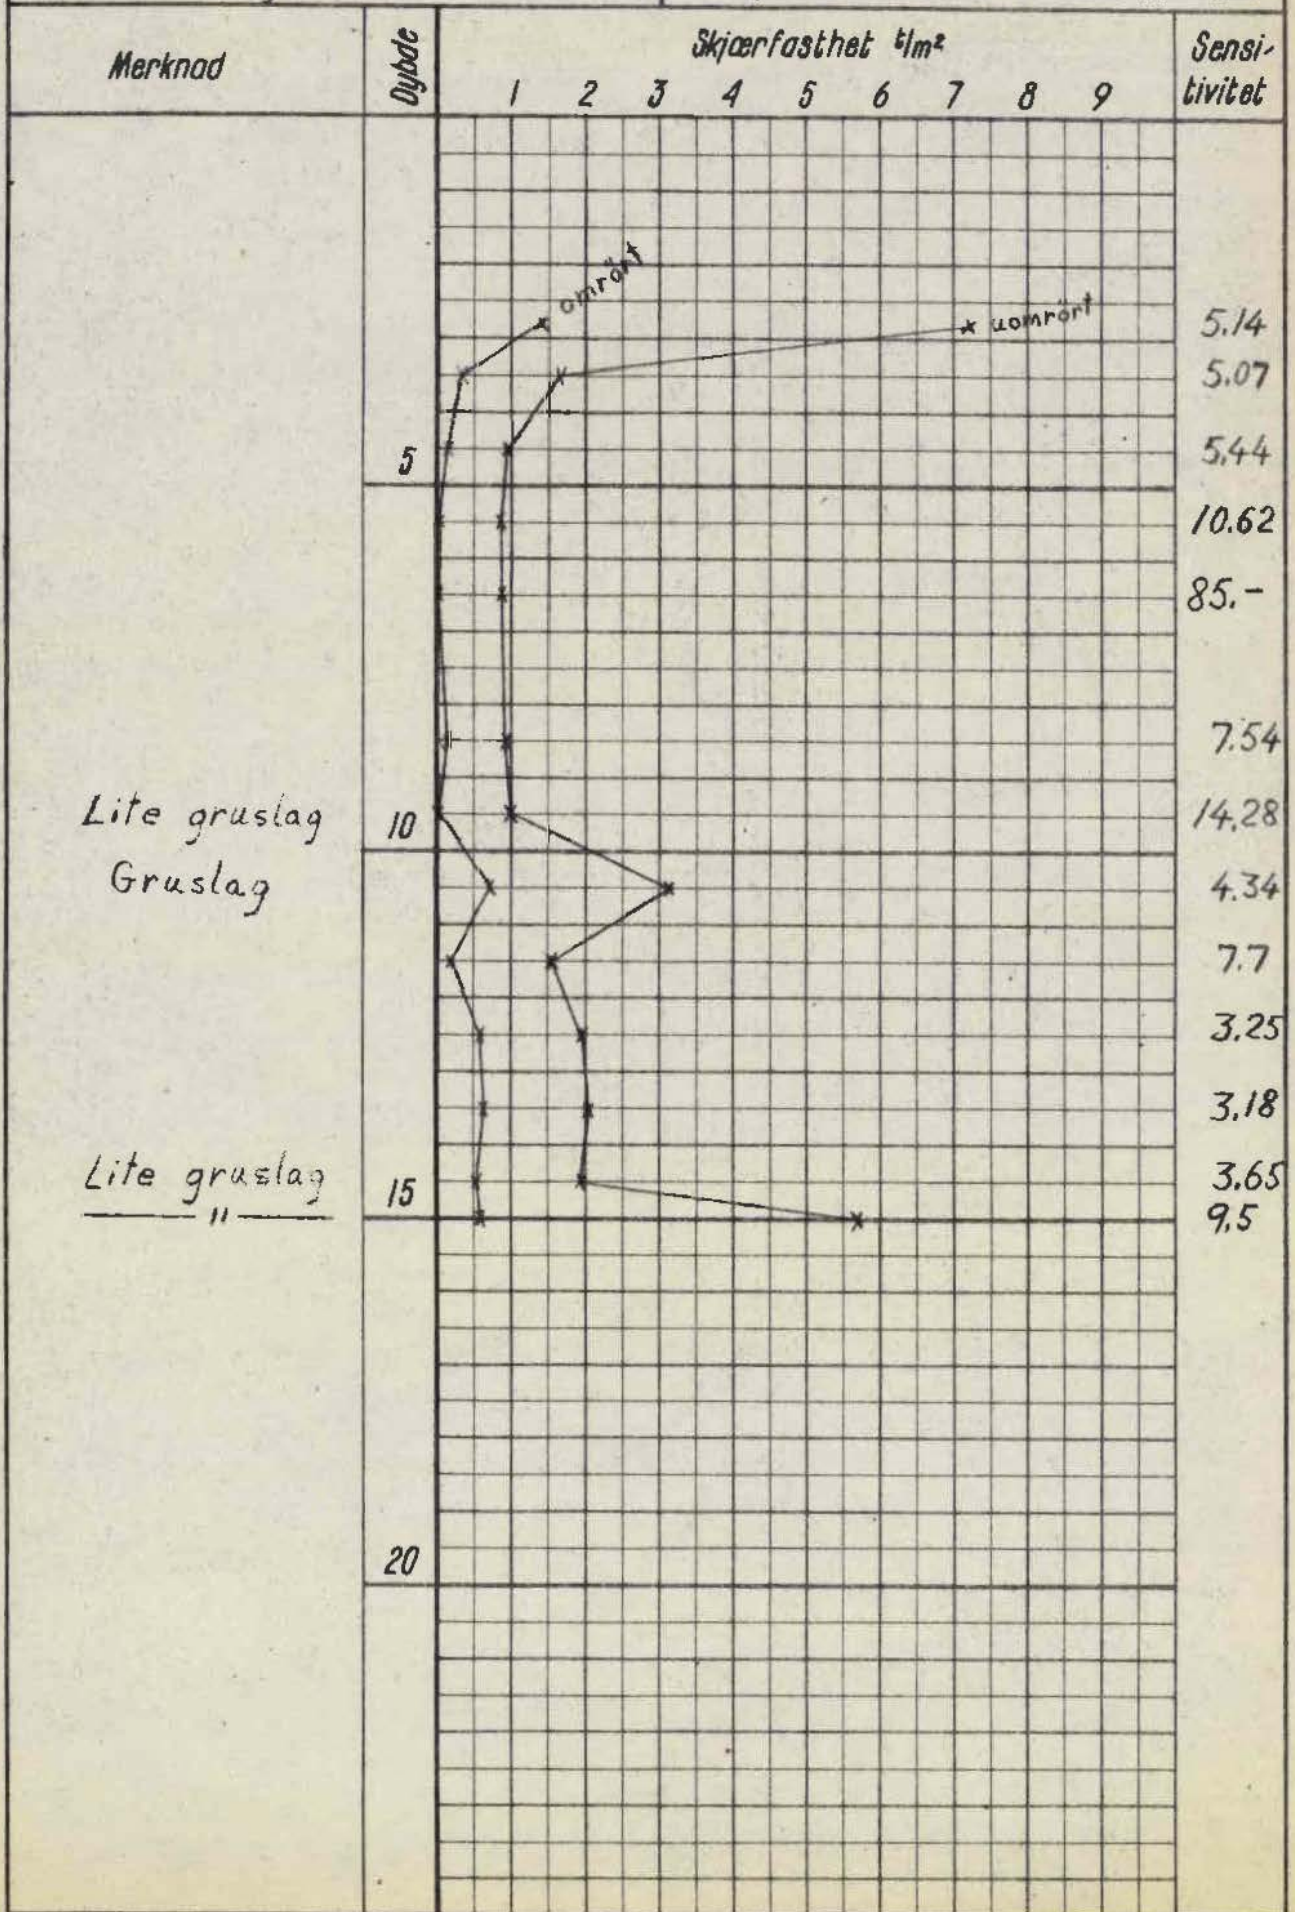 Merknad Dybde Skjærfasthet t/m² Sensi-
tivitet
1 2 3 4 5 6 7 8 9
omrört
uomrört 5.14
5.07
5 5.44
10.62
85.-
7.54
Lite gruslag 10 14.28
Gruslag 4.34
7.7
3.25
3.18
Lite gruslag 15 3.65
— " — 9.5
20